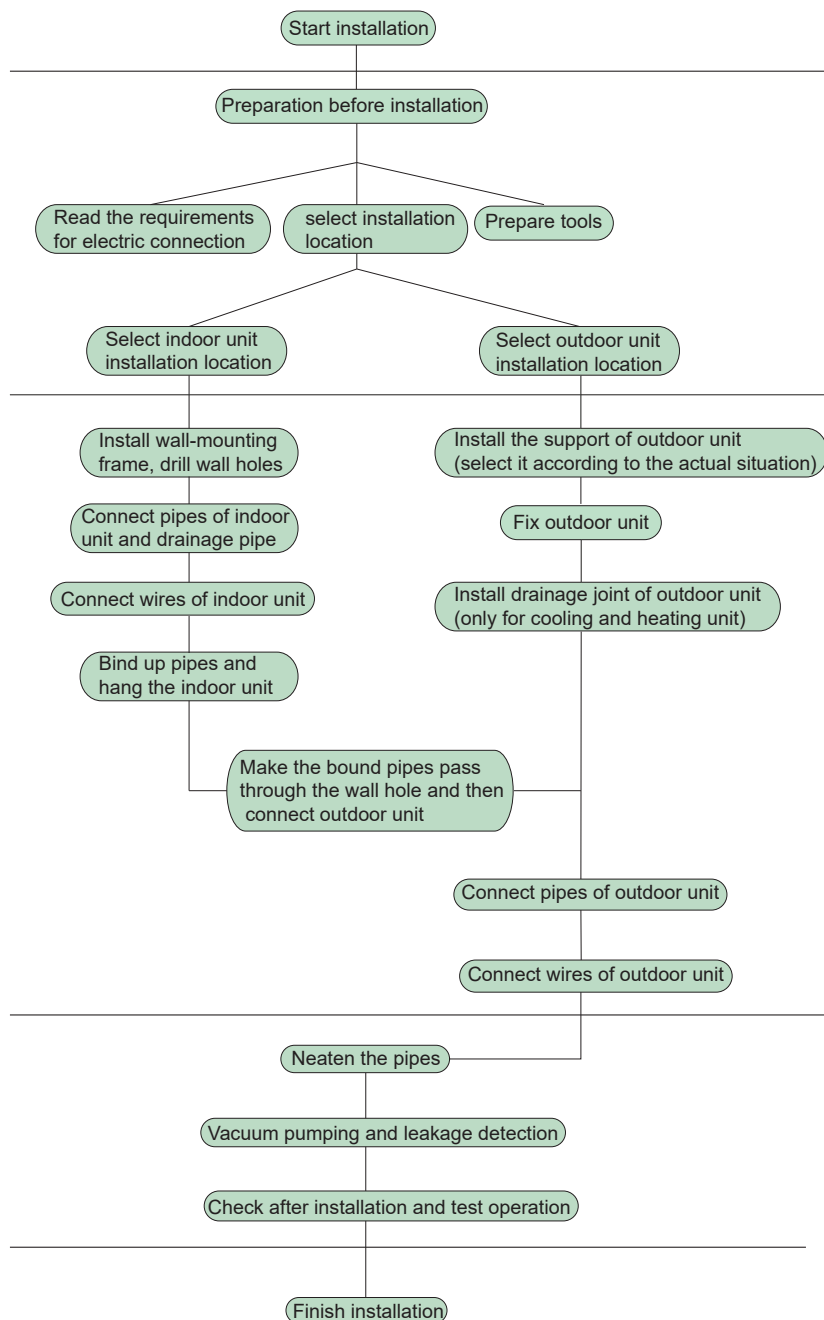 Start installation
Preparation before installation
Read the requirements
for electric connection
select installation
location
Prepare tools
Select indoor unit
installation location
Select outdoor unit
installation location
Install wall-mounting
frame, drill wall holes
Install the support of outdoor unit
(select it according to the actual situation)
Connect pipes of indoor
unit and drainage pipe
Fix outdoor unit
Connect wires of indoor unit
Install drainage joint of outdoor unit
(only for cooling and heating unit)
Bind up pipes and
hang the indoor unit
Make the bound pipes pass
through the wall hole and then
connect outdoor unit
Connect pipes of outdoor unit
Connect wires of outdoor unit
Neaten the pipes
Vacuum pumping and leakage detection
Check after installation and test operation
Finish installation